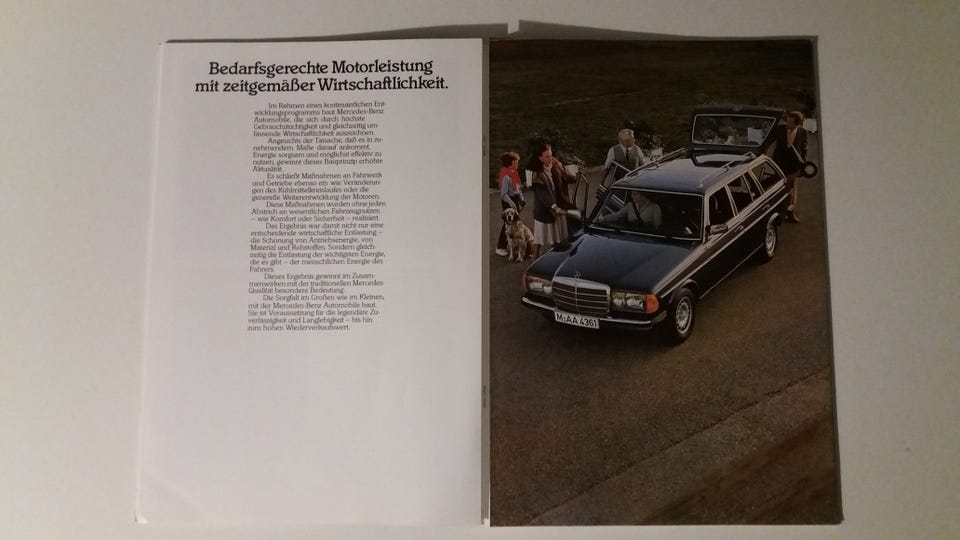 Bedarfsgerechte Motorleistung
mit zeitgemäßer Wirtschaftlichkeit.
Im Rahmen eines kontinuierlichen Ent-
wicklungsprogramms baut Mercedes-Benz
Automobile, die sich durch höchste
Gebrauchstüchtigkeit und gleichzeitig um-
fassende Wirtschaftlichkeit auszeichnen.
Angesichts der Tatsache, daß es in zu-
nehmendem Maße darauf ankommt,
Energie sorgsam und möglichst effektiv zu
nutzen, gewinnt dieses Bauprinzip erhöhte
Aktualität.
Es schließt Maßnahmen an Fahrwerk
und Getriebe ebenso ein wie Veränderun-
gen des Kühlmittelkreislaufes oder die
generelle Weiterentwicklung der Motoren.
Diese Maßnahmen wurden ohne jeden
Abstrich an wesentlichen Fahrzeugnutzen
– wie Komfort oder Sicherheit – realisiert.
Das Ergebnis war damit nicht nur eine
entscheidende wirtschaftliche Entlastung –
die Schonung von Antriebsenergie, von
Material und Rohstoffen. Sondern gleich-
zeitig die Entlastung der wichtigsten Energie,
die es gibt – der menschlichen Energie des
Fahrers.
Dieses Ergebnis gewinnt im Zusam-
menwirken mit der traditionellen Mercedes-
Qualität besondere Bedeutung.
Die Sorgfalt im Großen wie im Kleinen,
mit der Mercedes-Benz Automobile baut.
Sie ist Voraussetzung für die legendäre Zu-
verlässigkeit und Langlebigkeit – bis hin
zum hohen Wiederverkaufswert.
M-AA 4361